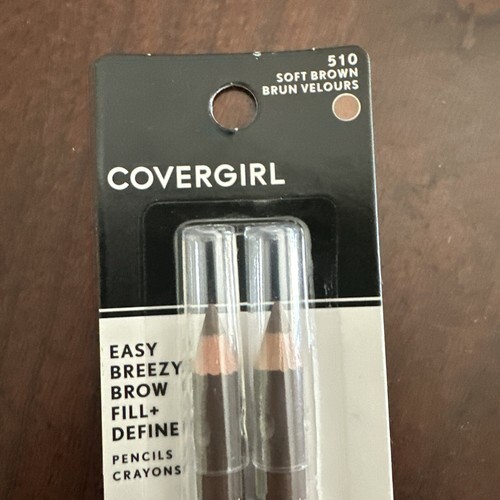 510
SOFT BROWN
BRUN VELOURS
COVERGIRL
EASY
BREEZY
BROW
FILL+
DEFINE
PENCILS
CRAYONS